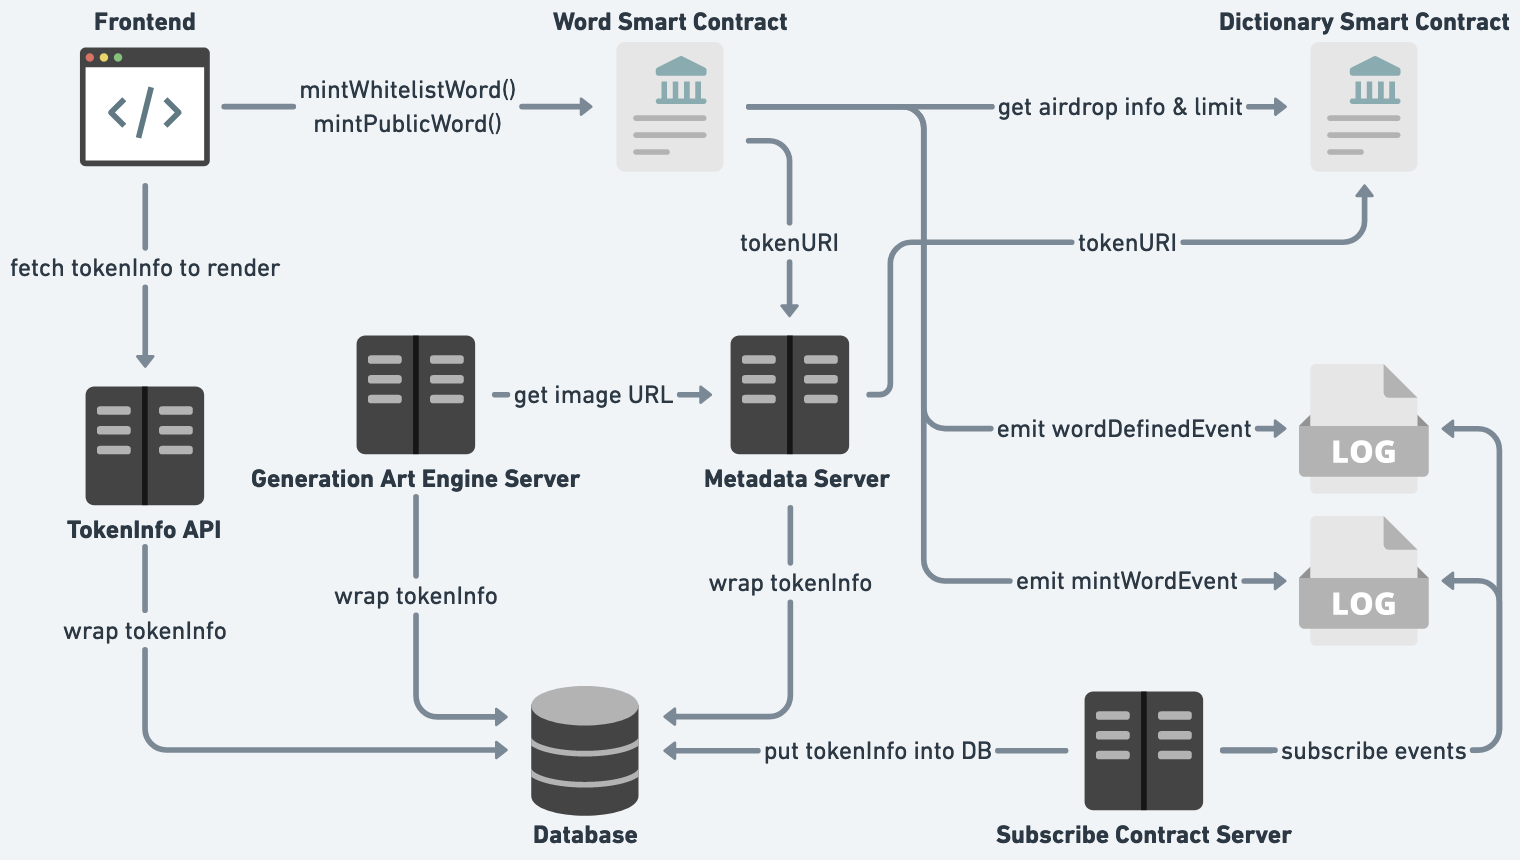 Frontend
Word Smart Contract
Dictionary Smart Contract
</>
mintWhitelistWord()
mintPublicWord()
get airdrop info & limit
tokenURI
tokenURI
fetch tokenInfo to render
get image URL
emit wordDefinedEvent
LOG
Generation Art Engine Server
Metadata Server
TokenInfo API
wrap tokenInfo
wrap tokenInfo
emit mintWordEvent
LOG
wrap tokenInfo
put tokenInfo into DB
subscribe events
Database
Subscribe Contract Server